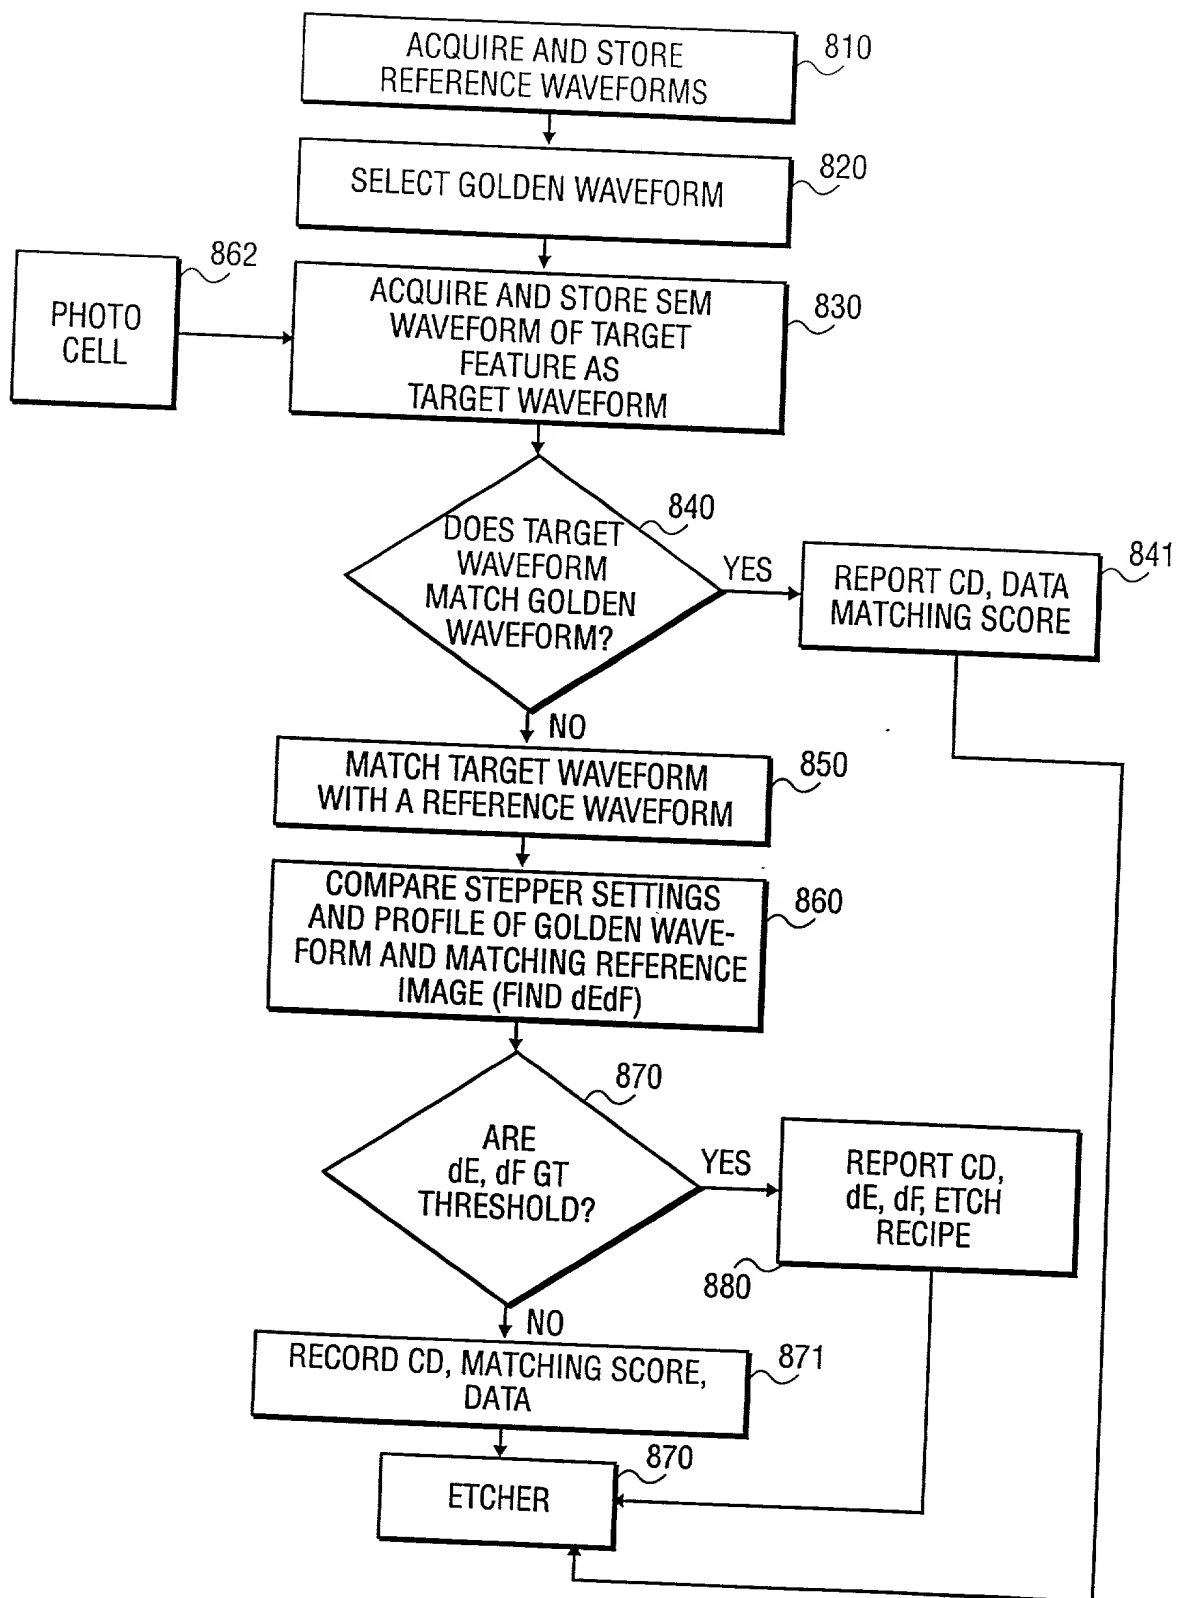 ACQUIRE AND STORE
REFERENCE WAVEFORMS
810
SELECT GOLDEN WAVEFORM
820
PHOTO
CELL
862
ACQUIRE AND STORE SEM
WAVEFORM OF TARGET
FEATURE AS
TARGET WAVEFORM
830
DOES TARGET
WAVEFORM
MATCH GOLDEN
WAVEFORM?
840
YES
REPORT CD, DATA
MATCHING SCORE
841
NO
MATCH TARGET WAVEFORM
WITH A REFERENCE WAVEFORM
850
COMPARE STEPPER SETTINGS
AND PROFILE OF GOLDEN WAVE-
FORM AND MATCHING REFERENCE
IMAGE (FIND dEdF)
860
ARE
dE, dF GT
THRESHOLD?
870
YES
REPORT CD,
dE, dF, ETCH
RECIPE
880
NO
RECORD CD, MATCHING SCORE,
DATA
871
ETCHER
870